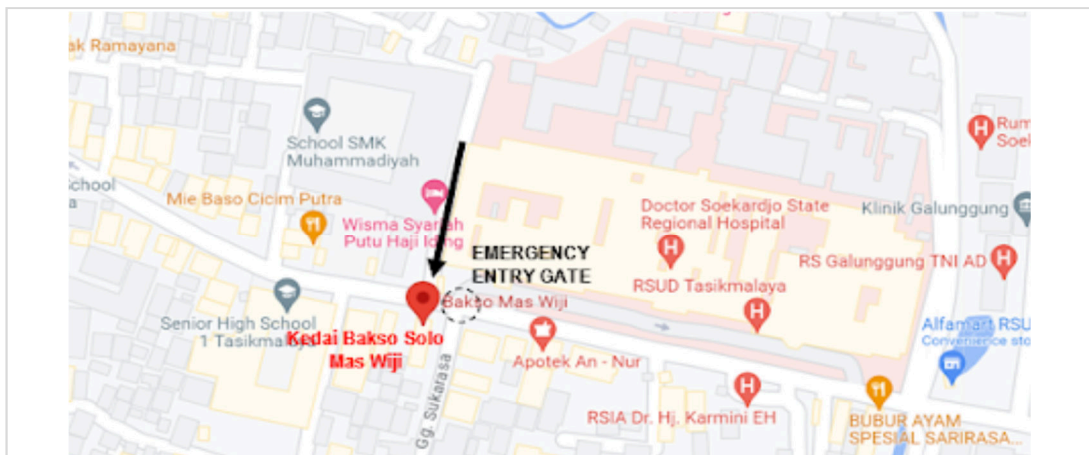 ak Ramayana
School SMK
Muhammadiyah
School
a
Mie Baso Cicim Putra
Wisma Syariah
Putu Haji Iding
Doctor Soekardjo State
Regional Hospital
Klinik Galunggung
Rum
Soek
EMERGENCY
ENTRY GATE
RS Galunggung TNI AD
RSUD Tasikmalaya
Bakso Mas Wiji
Senior High School
1 Tasikmalaya
Kedai Bakso Solo
Mas Wiji
Apotek An - Nur
Alfamart RSU
Convenience sto
Gg. Sukarasa
RSIA Dr. Hj. Karmini EH
BUBUR AYAM
SPESIAL SARIRASA...